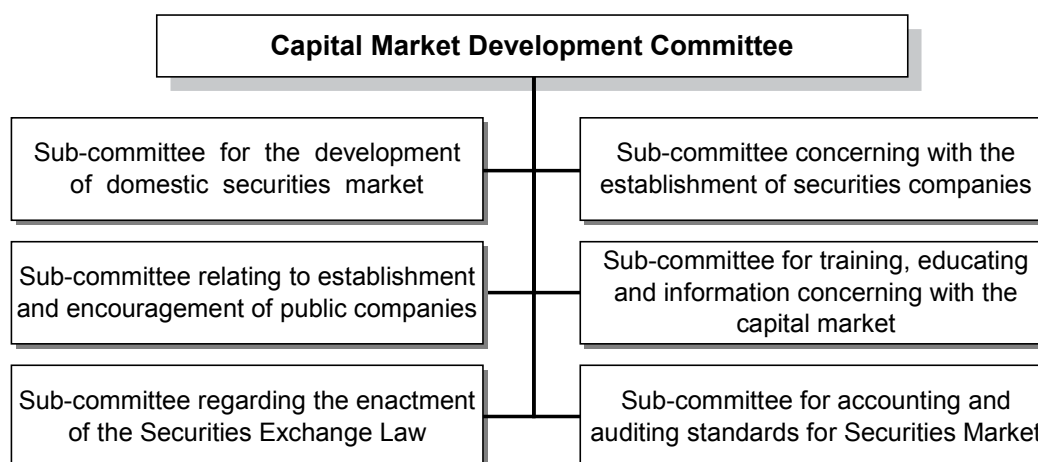 Capital Market Development Committee
Sub-committee for the development
of domestic securities market
Sub-committee concerning with the
establishment of securities companies
Sub-committee relating to establishment
and encouragement of public companies
Sub-committee for training, educating
and information concerning with the
capital market
Sub-committee regarding the enactment
of the Securities Exchange Law
Sub-committee for accounting and
auditing standards for Securities Market